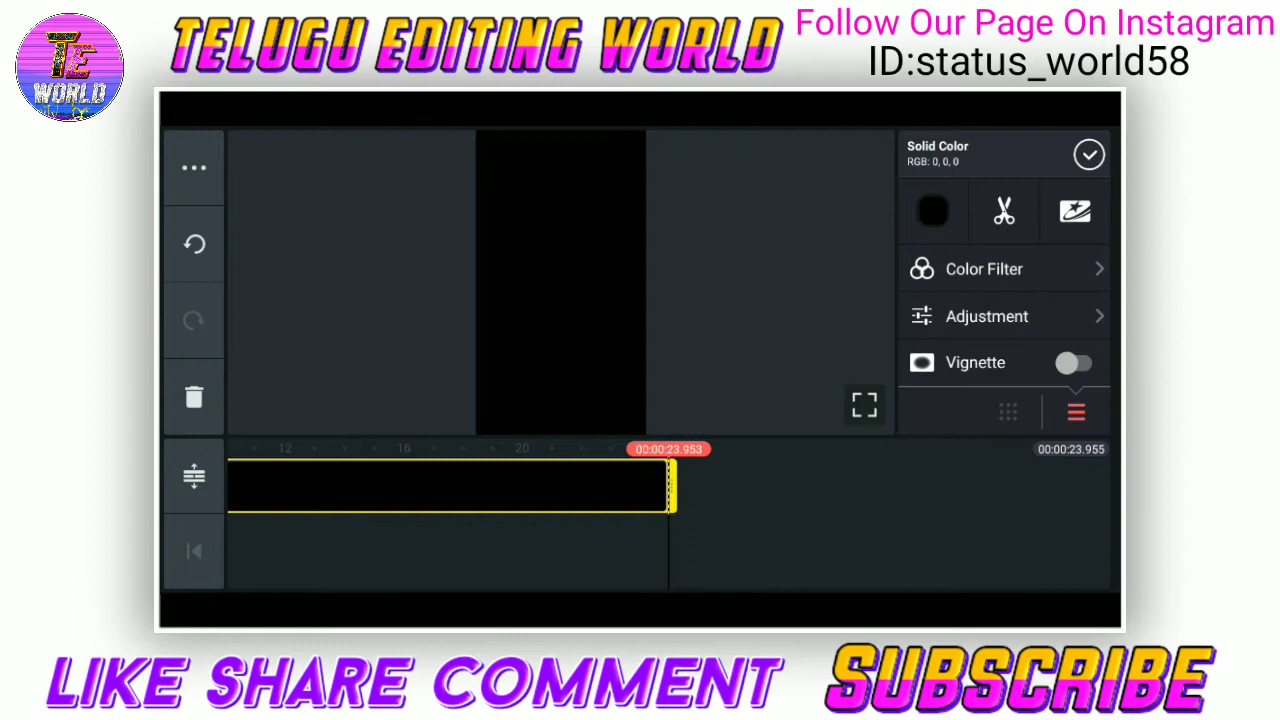 TELUGU EDITING WORLD
Follow Our Page On Instagram
ID:status_world58
TE
WORLD
Solid Color
RGB: 0, 0, 0
Color Filter
Adjustment
Vignette
12
16
20
00:00:23.953
00:00:23.955
LIKE SHARE COMMENT
SUBSCRIBE